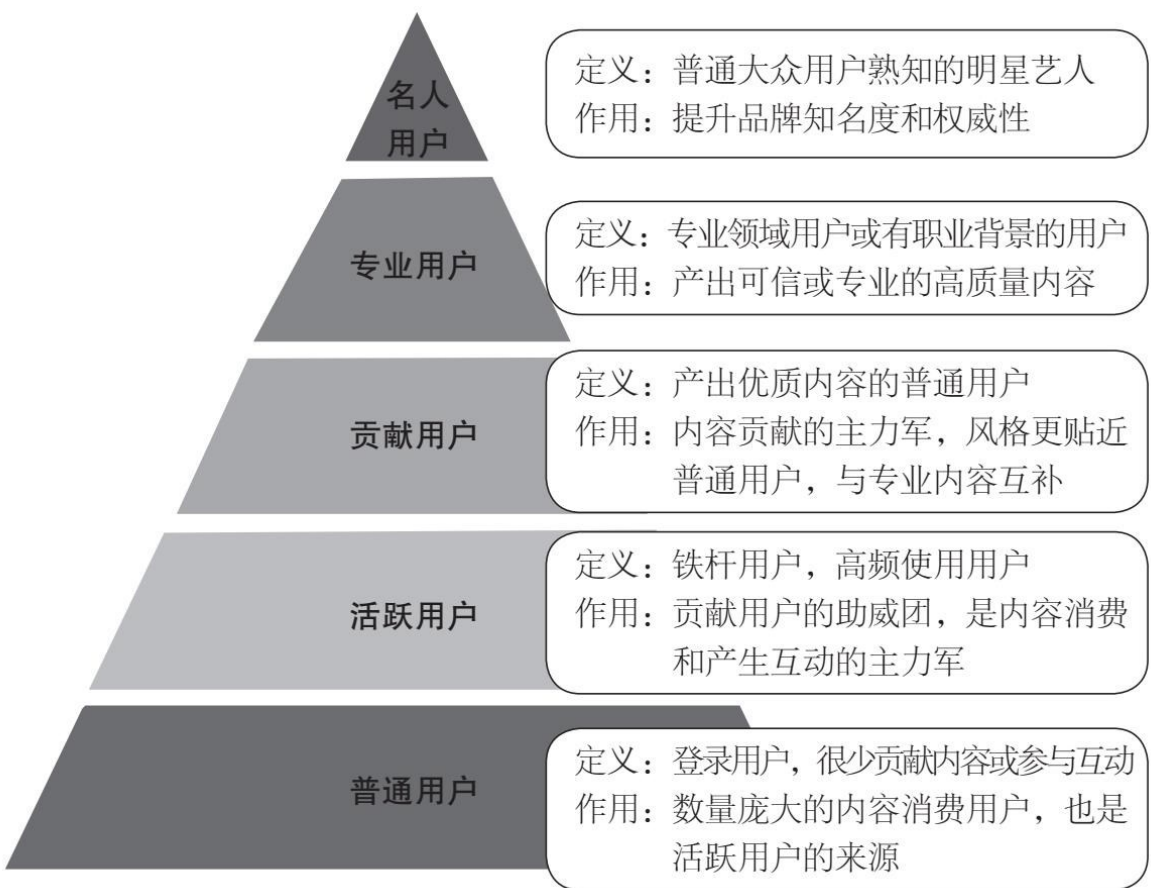 名人
用户
定义：普通大众用户熟知的明星艺人
作用：提升品牌知名度和权威性
专业用户
定义：专业领域用户或有职业背景的用户
作用：产出可信或专业的高质量内容
贡献用户
定义：产出优质内容的普通用户
作用：内容贡献的主力军，风格更贴近
普通用户，与专业内容互补
活跃用户
定义：铁杆用户，高频使用用户
作用：贡献用户的助威团，是内容消费
和产生互动的主力军
普通用户
定义：登录用户，很少贡献内容或参与互动
作用：数量庞大的内容消费用户，也是
活跃用户的来源